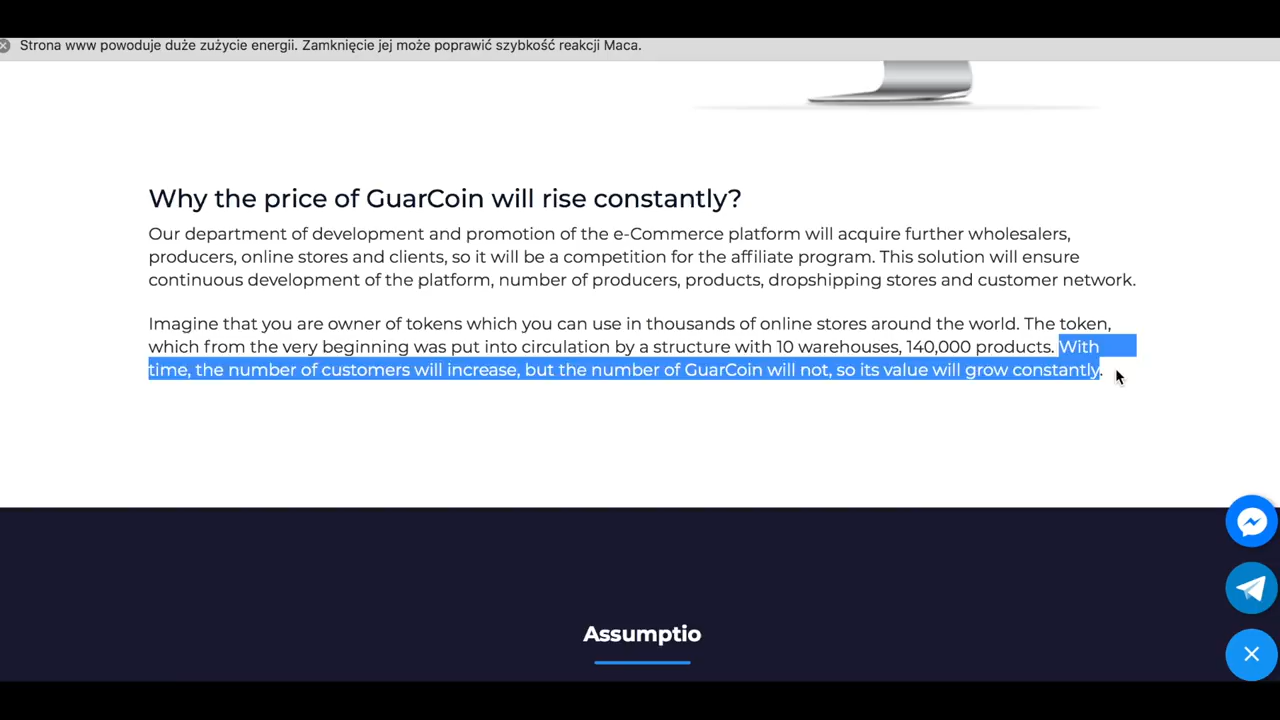 Strona www powoduje duże zużycie energii. Zamknięcie jej może poprawić szybkość reakcji Maca.
Why the price of GuarCoin will rise constantly?
Our department of development and promotion of the e-Commerce platform will acquire further wholesalers,
producers, online stores and clients, so it will be a competition for the affiliate program. This solution will ensure
continuous development of the platform, number of producers, products, dropshipping stores and customer network.
Imagine that you are owner of tokens which you can use in thousands of online stores around the world. The token,
which from the very beginning was put into circulation by a structure with 10 warehouses, 140,000 products. With
time, the number of customers will increase, but the number of GuarCoin will not, so its value will grow constantly.
Assumptio